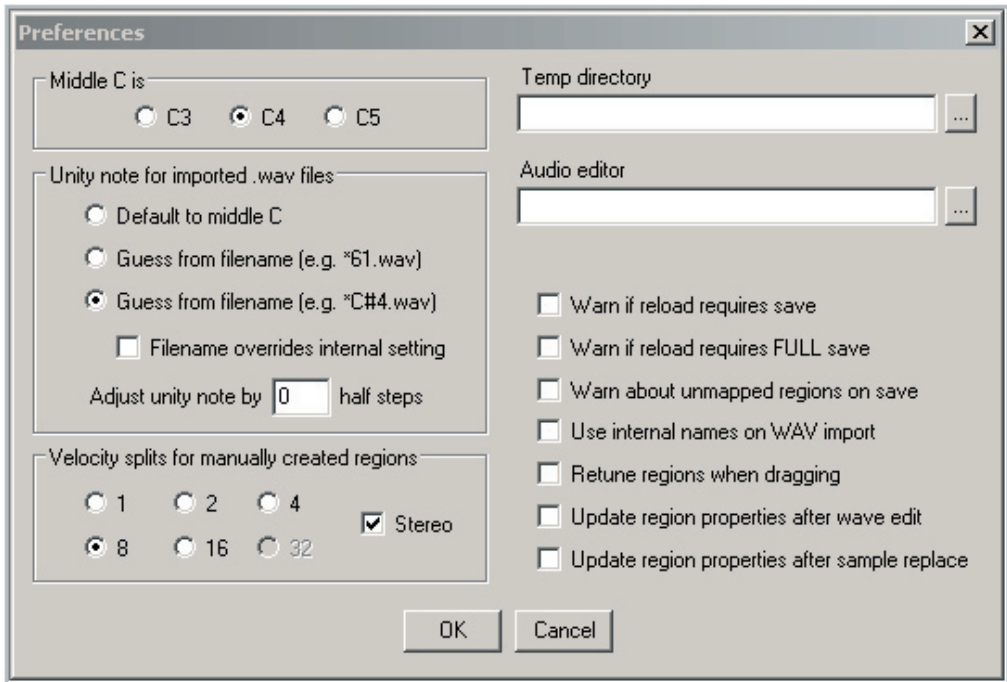 Preferences
Middle C is
C3 C4 C5
Unity note for imported .wav files
Default to middle C
Guess from filename (e.g. *61.wav)
Guess from filename (e.g. *C#4.wav)
Filename overrides internal setting
Adjust unity note by 0 half steps
Velocity splits for manually created regions
1 2 4
Stereo
8 16 32
Temp directory
...
Audio editor
...
Warn if reload requires save
Warn if reload requires FULL save
Warn about unmapped regions on save
Use internal names on WAV import
Retune regions when dragging
Update region properties after wave edit
Update region properties after sample replace
OK Cancel